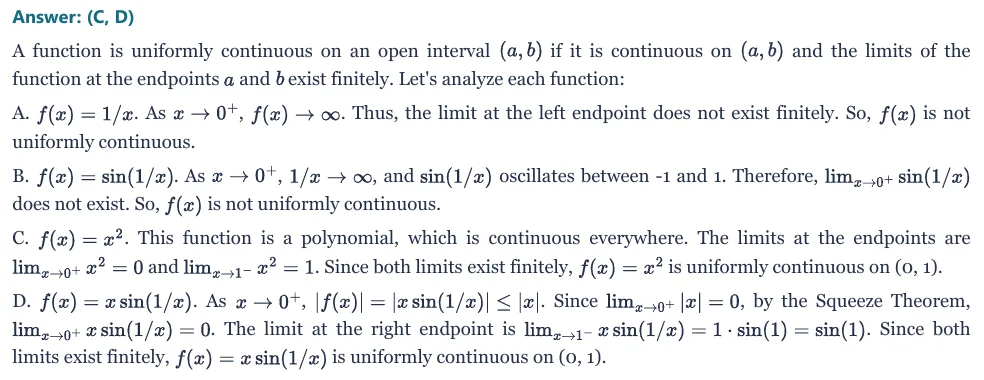 Answer: (C, D)
A function is uniformly continuous on an open interval (a, b) if it is continuous on (a, b) and the limits of the
function at the endpoints a and b exist finitely. Let's analyze each function:
A. f(x) = 1/x. As x → 0⁺, f(x) → ∞. Thus, the limit at the left endpoint does not exist finitely. So, f(x) is not
uniformly continuous.
B. f(x) = sin(1/x). As x → 0⁺, 1/x → ∞, and sin(1/x) oscillates between -1 and 1. Therefore, limₓ→₀₊ sin(1/x)
does not exist. So, f(x) is not uniformly continuous.
C. f(x) = x². This function is a polynomial, which is continuous everywhere. The limits at the endpoints are
limₓ→₀₊ x² = 0 and limₓ→₁₋ x² = 1. Since both limits exist finitely, f(x) = x² is uniformly continuous on (0, 1).
D. f(x) = x sin(1/x). As x → 0⁺, |f(x)| = |x sin(1/x)| ≤ |x|. Since limₓ→₀₊ |x| = 0, by the Squeeze Theorem,
limₓ→₀₊ x sin(1/x) = 0. The limit at the right endpoint is limₓ→₁₋ x sin(1/x) = 1 · sin(1) = sin(1). Since both
limits exist finitely, f(x) = x sin(1/x) is uniformly continuous on (0, 1).